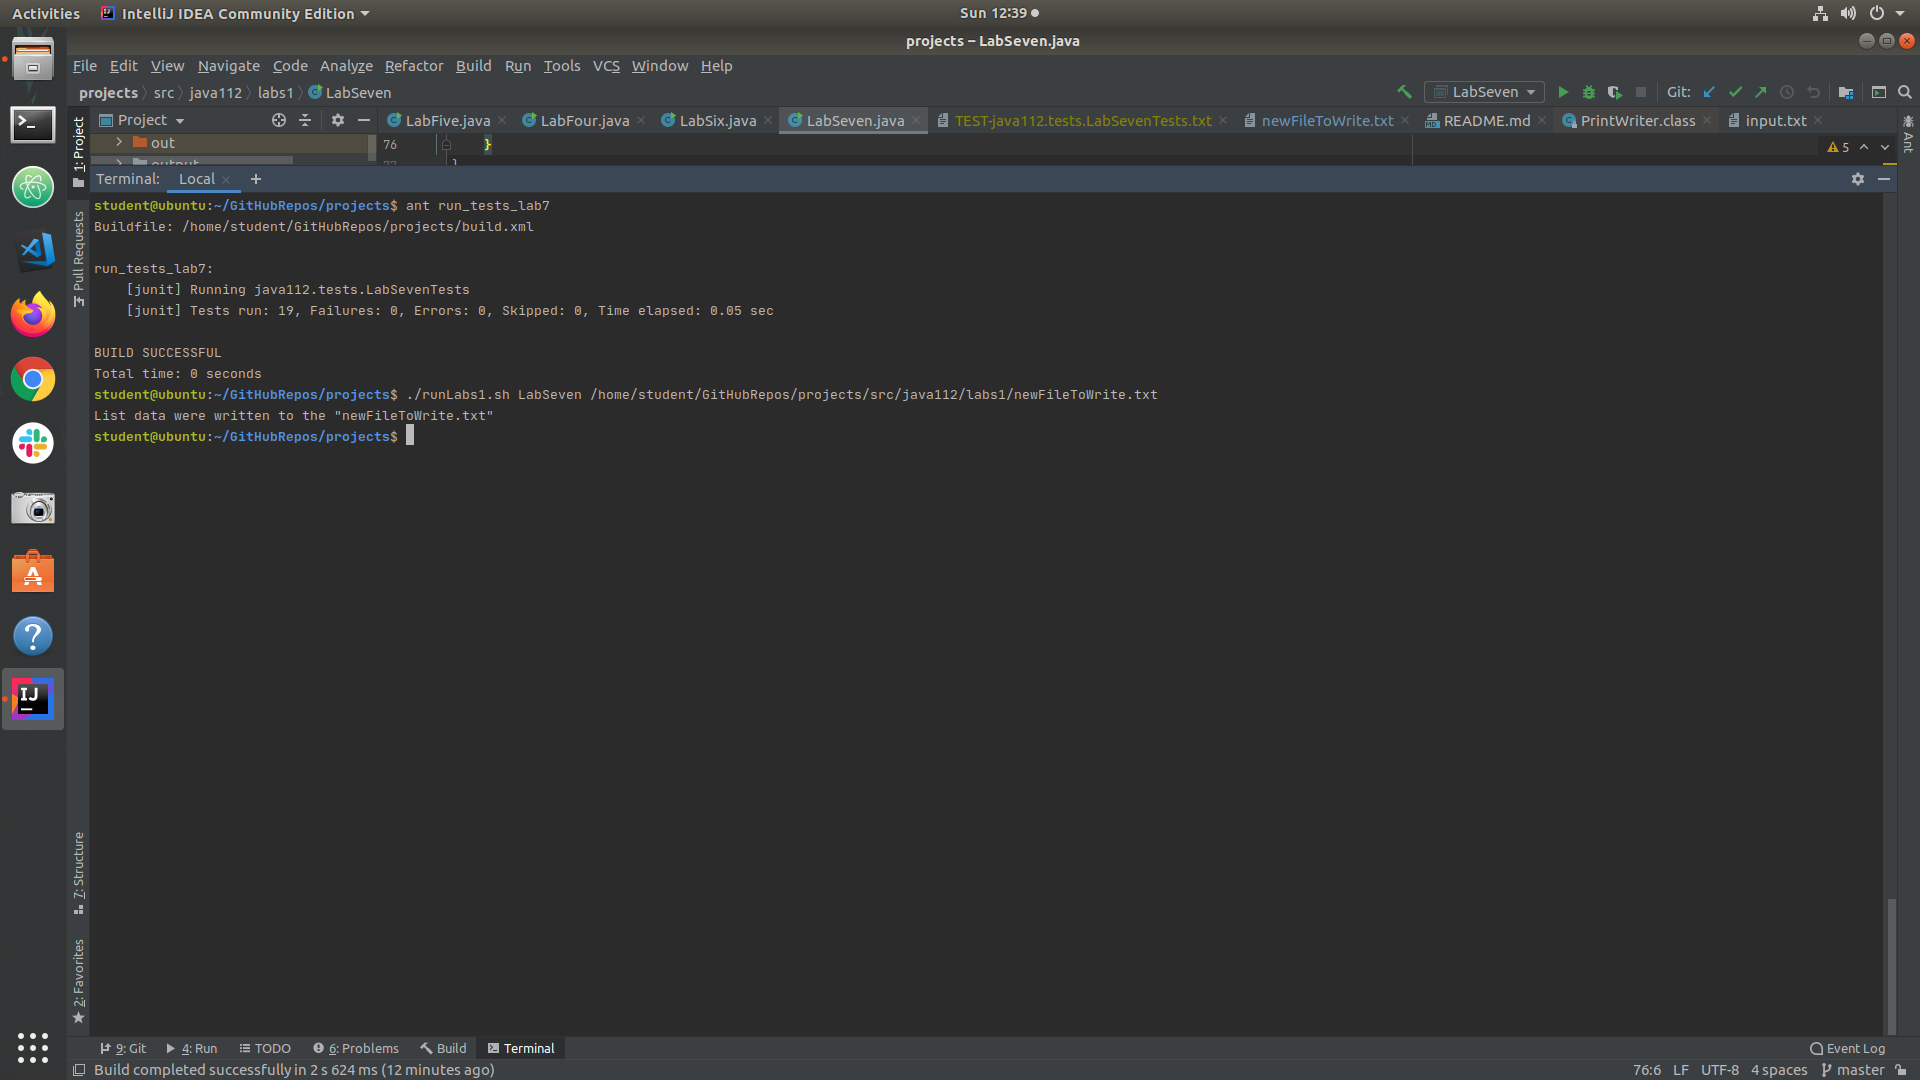 Activities IntelliJ IDEA Community Edition Sun 12:39
projects – LabSeven.java
File Edit View Navigate Code Analyze Refactor Build Run Tools VCS Window Help
projects src java112 labs1 LabSeven LabSeven Git:
Project LabFive.java LabFour.java LabSix.java LabSeven.java TEST-java112.tests.LabSevenTests.txt newFileToWrite.txt README.md PrintWriter.class input.txt
1: Project
Ant
out 76 } 5
output 77 }
Terminal: Local +
Pull Requests
student@ubuntu:~/GitHubRepos/projects$ ant run_tests_lab7
Buildfile: /home/student/GitHubRepos/projects/build.xml
run_tests_lab7:
[junit] Running java112.tests.LabSevenTests
[junit] Tests run: 19, Failures: 0, Errors: 0, Skipped: 0, Time elapsed: 0.05 sec
BUILD SUCCESSFUL
Total time: 0 seconds
student@ubuntu:~/GitHubRepos/projects$ ./runLabs1.sh LabSeven /home/student/GitHubRepos/projects/src/java112/labs1/newFileToWrite.txt
List data were written to the "newFileToWrite.txt"
student@ubuntu:~/GitHubRepos/projects$
IJ
7: Structure
2: Favorites
9: Git 4: Run TODO 6: Problems Build Terminal Event Log
Build completed successfully in 2 s 624 ms (12 minutes ago) 76:6 LF UTF-8 4 spaces master